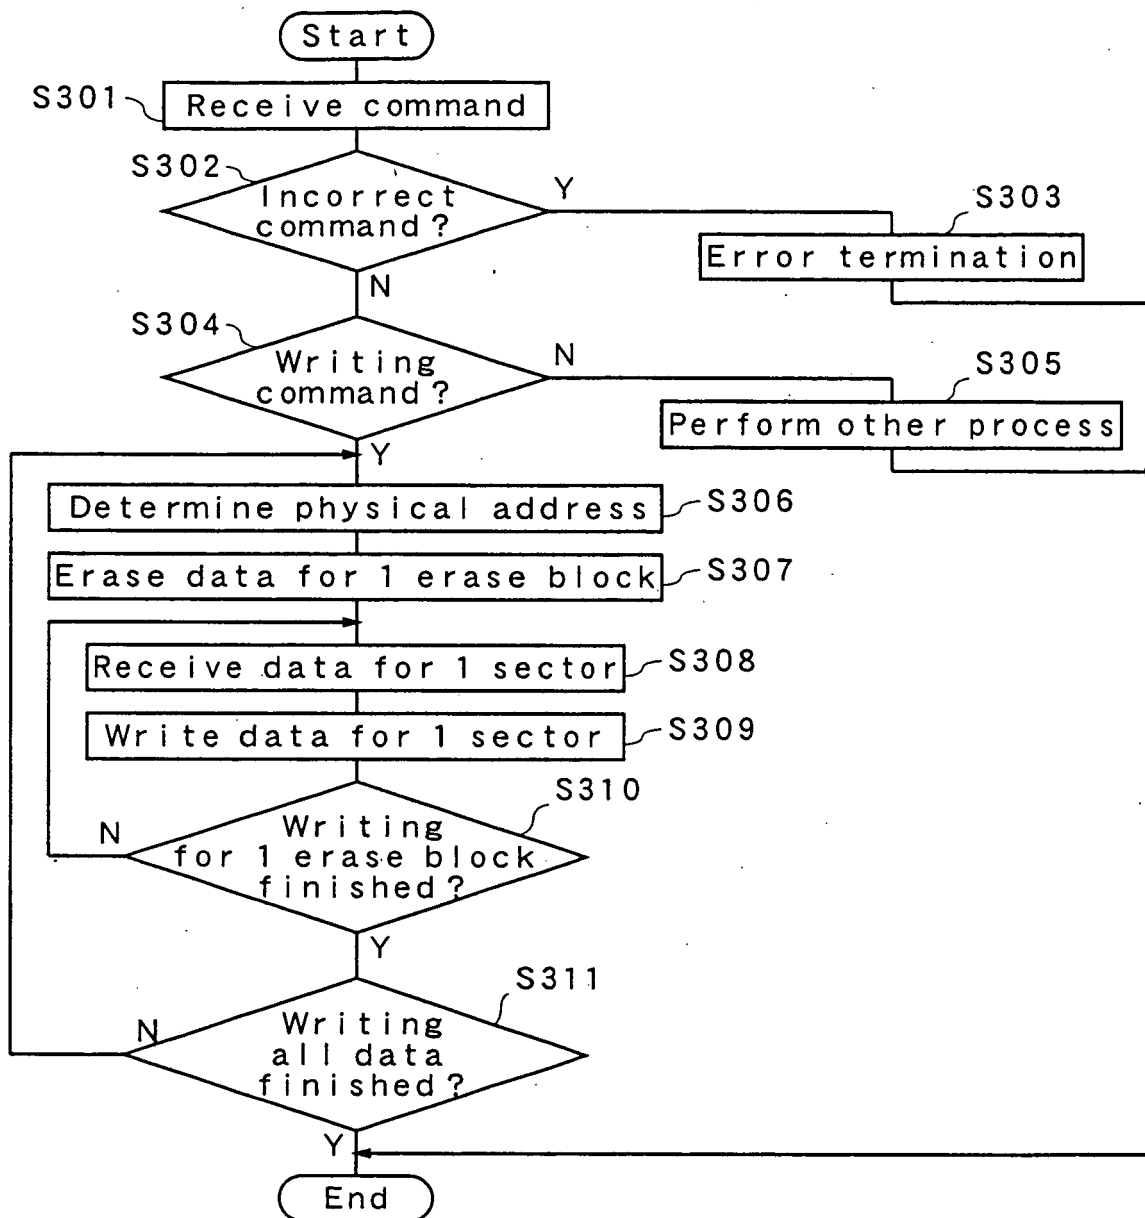 Start
S301
Receive command
S302
Incorrect
command?
Y
N
S303
Error termination
S304
Writing
command?
N
Y
S305
Perform other process
Determine physical address
S306
Erase data for 1 erase block
S307
Receive data for 1 sector
S308
Write data for 1 sector
S309
S310
Writing
for 1 erase block
finished?
N
Y
S311
Writing
all data
finished?
N
Y
End